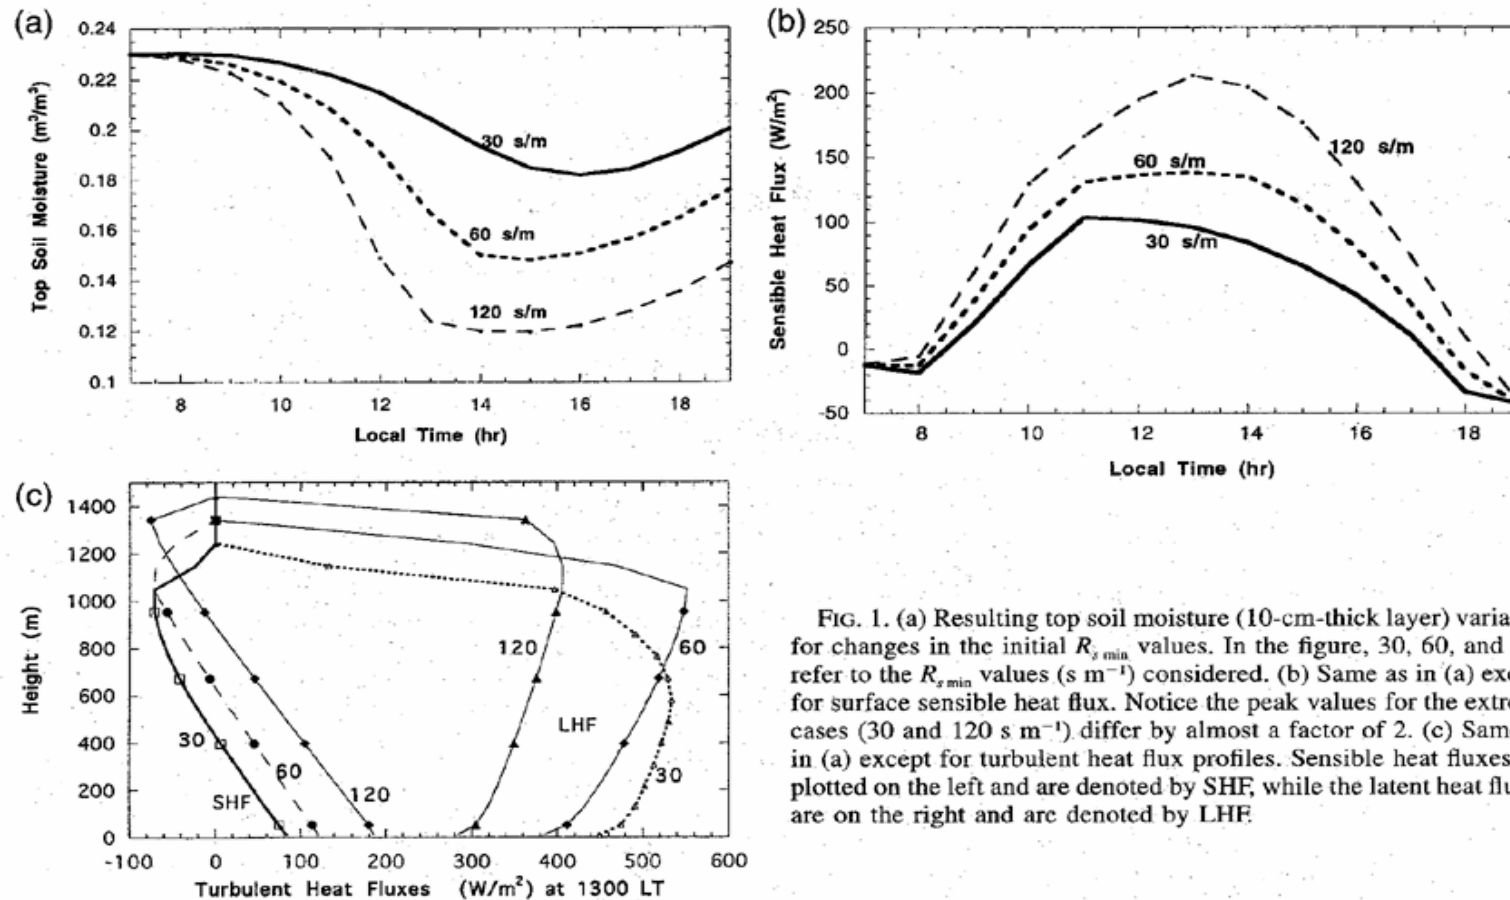 (a)
0.24
0.22
0.2
0.18
0.16
0.14
0.12
0.1
Top Soil Moisture (m³/m³)
30 s/m
60 s/m
120 s/m
8 10 12 14 16 18
Local Time (hr)
(b)
250
200
150
100
50
0
-50
Sensible Heat Flux (W/m²)
120 s/m
60 s/m
30 s/m
8 10 12 14 16 18
Local Time (hr)
(c)
1400
1200
1000
800
600
400
200
0
Height (m)
120
60
LHF
30
60
30
SHF
120
-100 0 100 200 300 400 500 600
Turbulent Heat Fluxes (W/m²) at 1300 LT
FIG. 1. (a) Resulting top soil moisture (10-cm-thick layer) varia
for changes in the initial Rs min values. In the figure, 30, 60, and
refer to the Rs min values (s m⁻¹) considered. (b) Same as in (a) exc
for surface sensible heat flux. Notice the peak values for the extre
cases (30 and 120 s m⁻¹) differ by almost a factor of 2. (c) Sam
in (a) except for turbulent heat flux profiles. Sensible heat fluxes
plotted on the left and are denoted by SHF, while the latent heat flu
are on the right and are denoted by LHF.